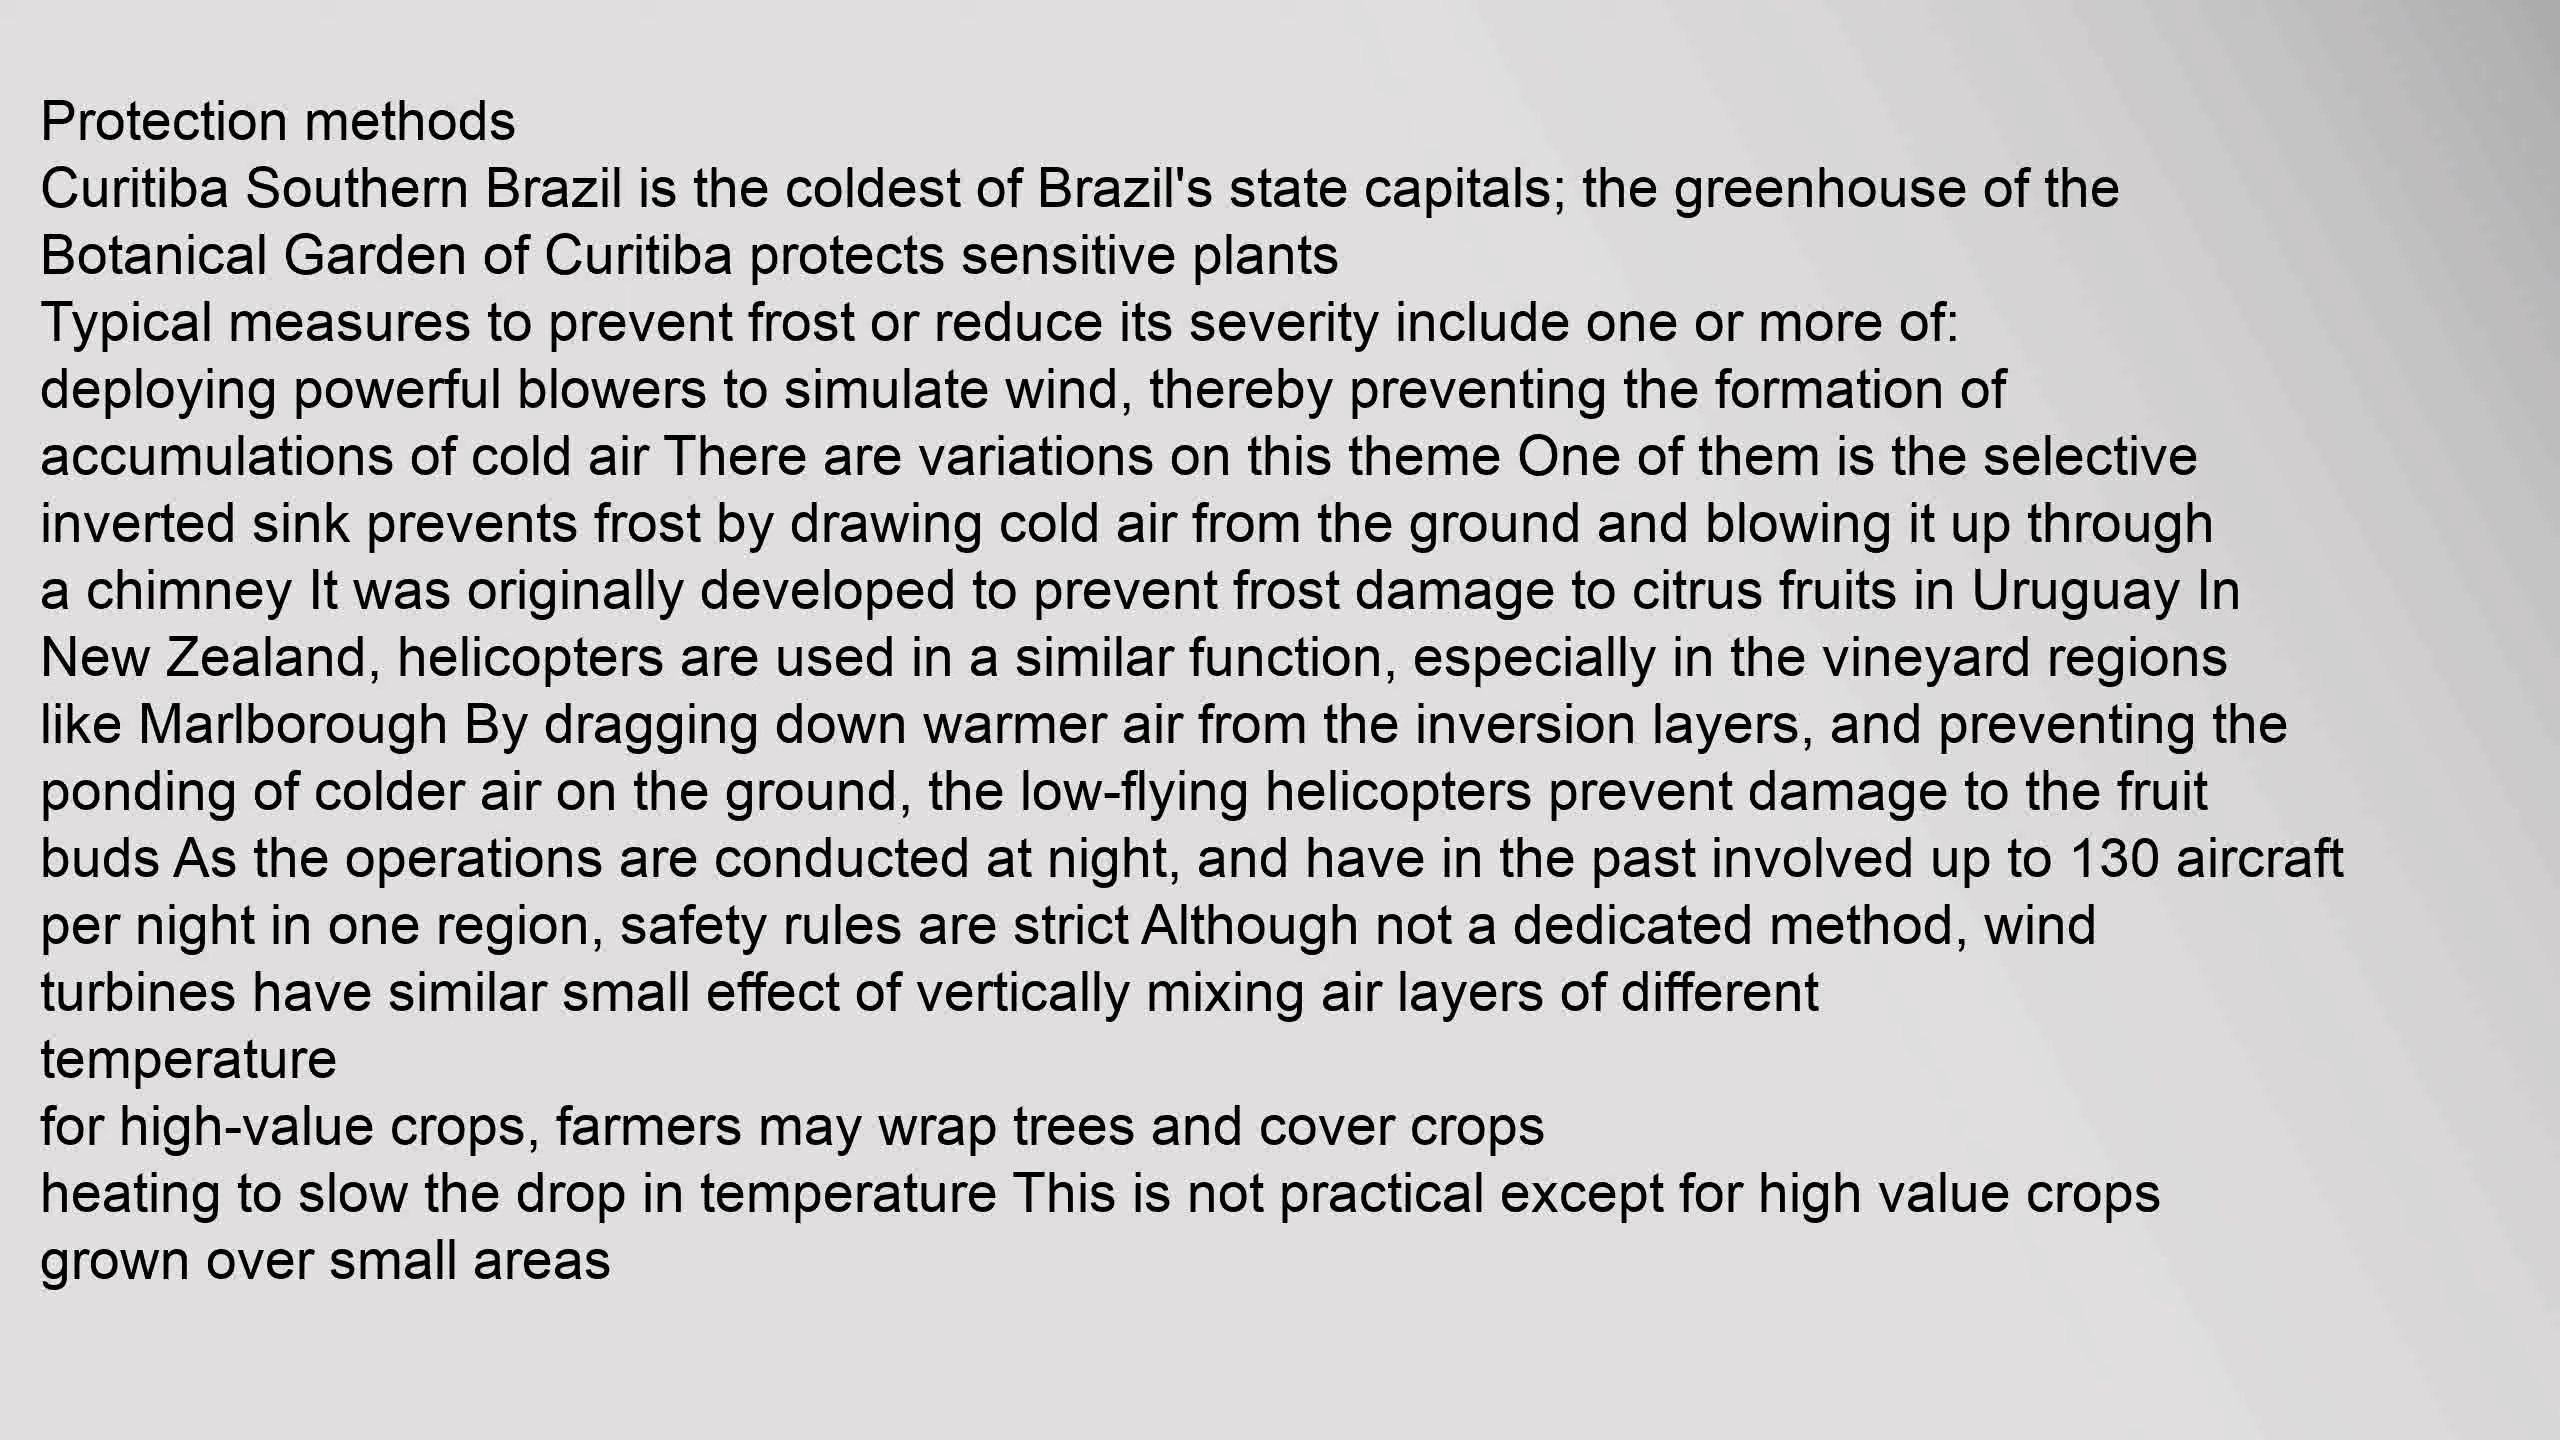 Protection methods
Curitiba Southern Brazil is the coldest of Brazil's state capitals; the greenhouse of the
Botanical Garden of Curitiba protects sensitive plants
Typical measures to prevent frost or reduce its severity include one or more of:
deploying powerful blowers to simulate wind, thereby preventing the formation of
accumulations of cold air There are variations on this theme One of them is the selective
inverted sink prevents frost by drawing cold air from the ground and blowing it up through
a chimney It was originally developed to prevent frost damage to citrus fruits in Uruguay In
New Zealand, helicopters are used in a similar function, especially in the vineyard regions
like Marlborough By dragging down warmer air from the inversion layers, and preventing the
ponding of colder air on the ground, the low-flying helicopters prevent damage to the fruit
buds As the operations are conducted at night, and have in the past involved up to 130 aircraft
per night in one region, safety rules are strict Although not a dedicated method, wind
turbines have similar small effect of vertically mixing air layers of different
temperature
for high-value crops, farmers may wrap trees and cover crops
heating to slow the drop in temperature This is not practical except for high value crops
grown over small areas